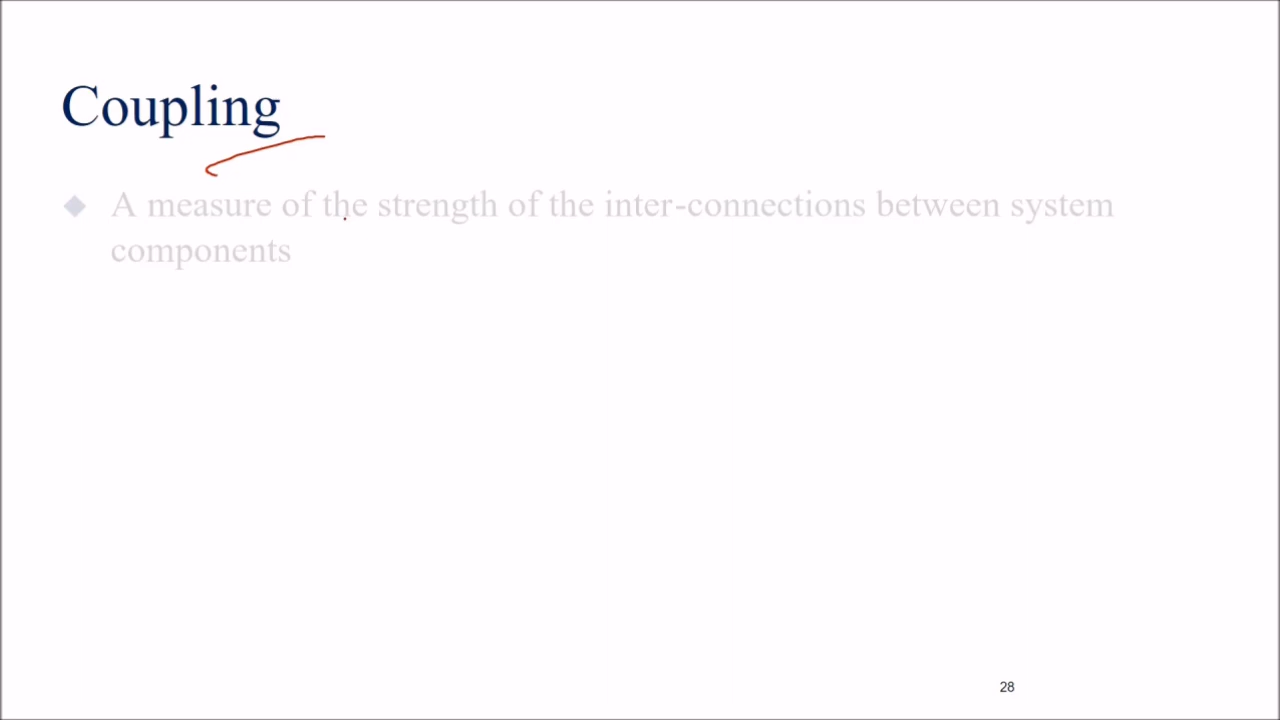 Coupling
◆ A measure of the strength of the inter-connections between system
components
28